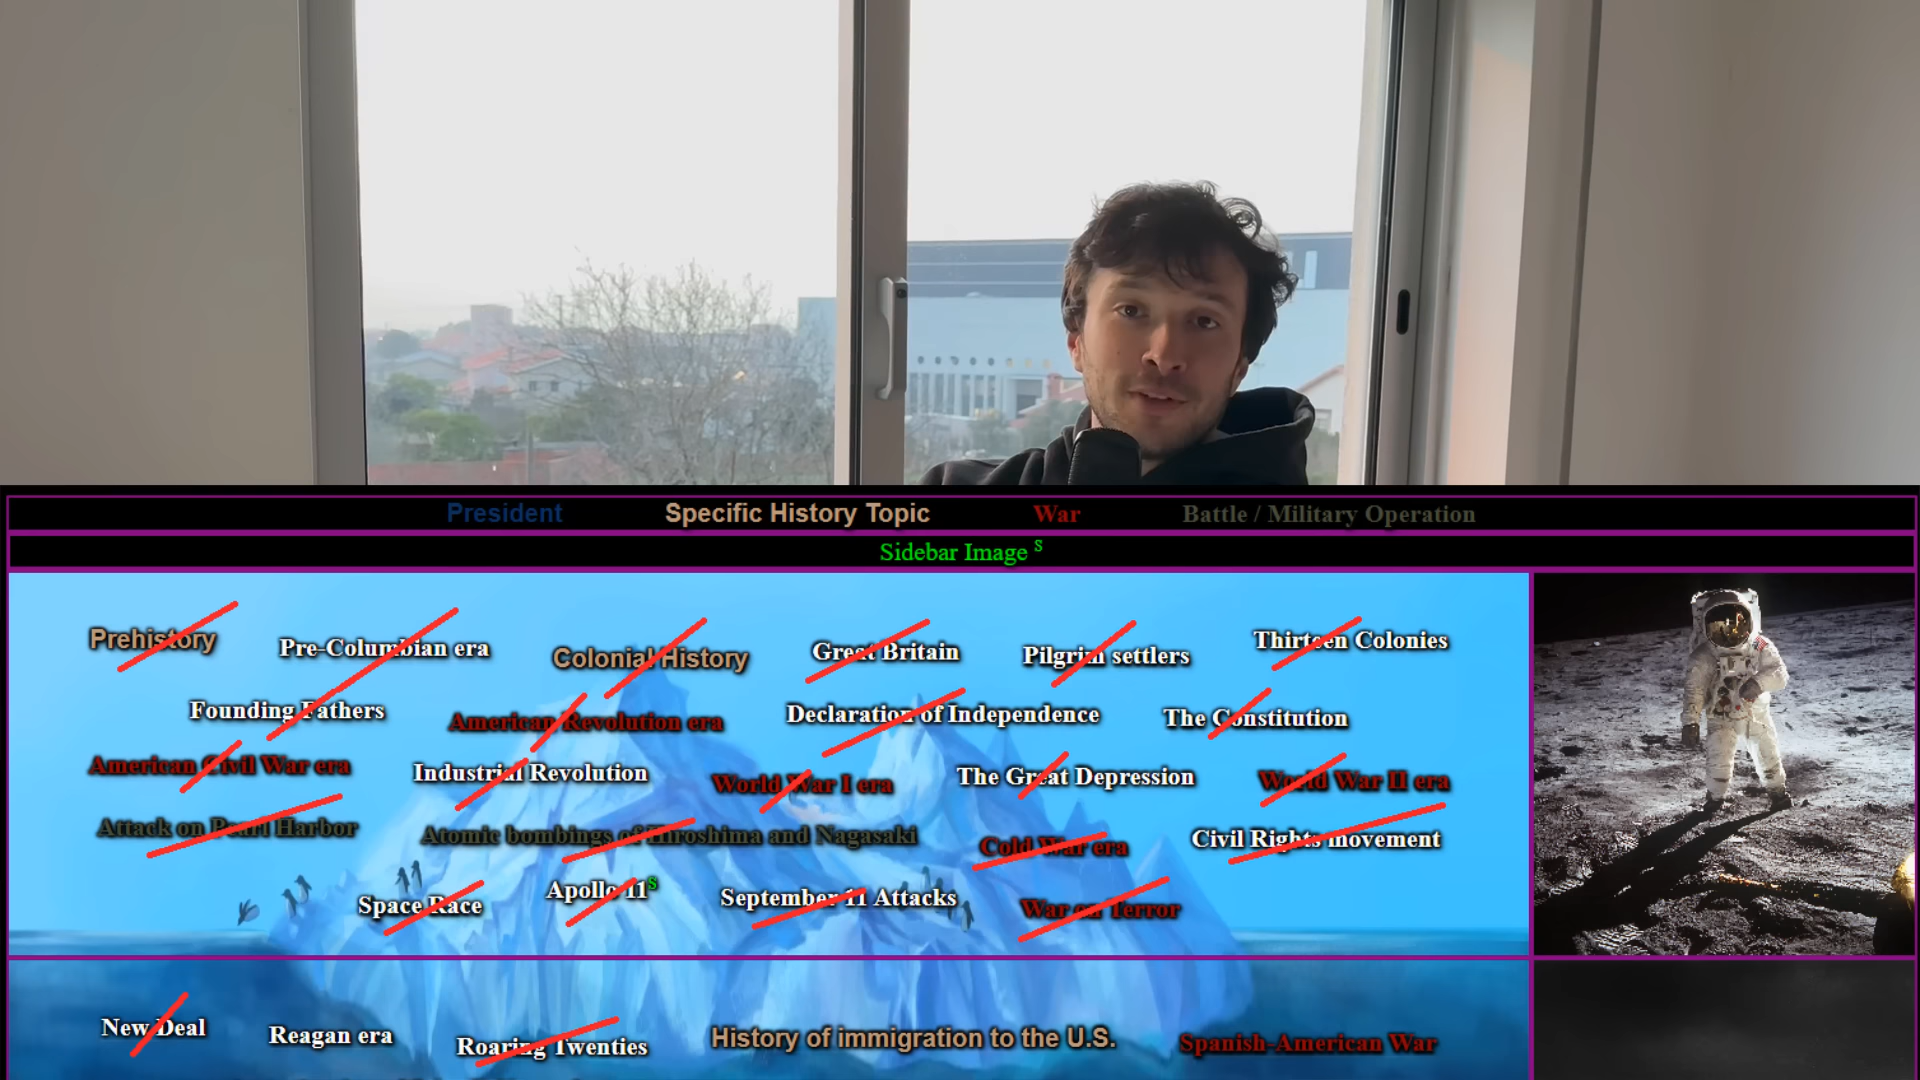 President Specific History Topic War Battle / Military Operation
Sidebar Image S
Prehistory Pre-Columbian era Colonial History Great Britain Pilgrim settlers Thirteen Colonies
Founding Fathers American Revolution era Declaration of Independence The Constitution
American Civil War era Industrial Revolution World War I era The Great Depression World War II era
Attack on Pearl Harbor Atomic bombings of Hiroshima and Nagasaki Cold War era Civil Rights movement
Space Race Apollo 11 S September 11 Attacks War on Terror
New Deal Reagan era Roaring Twenties History of immigration to the U.S. Spanish-American War